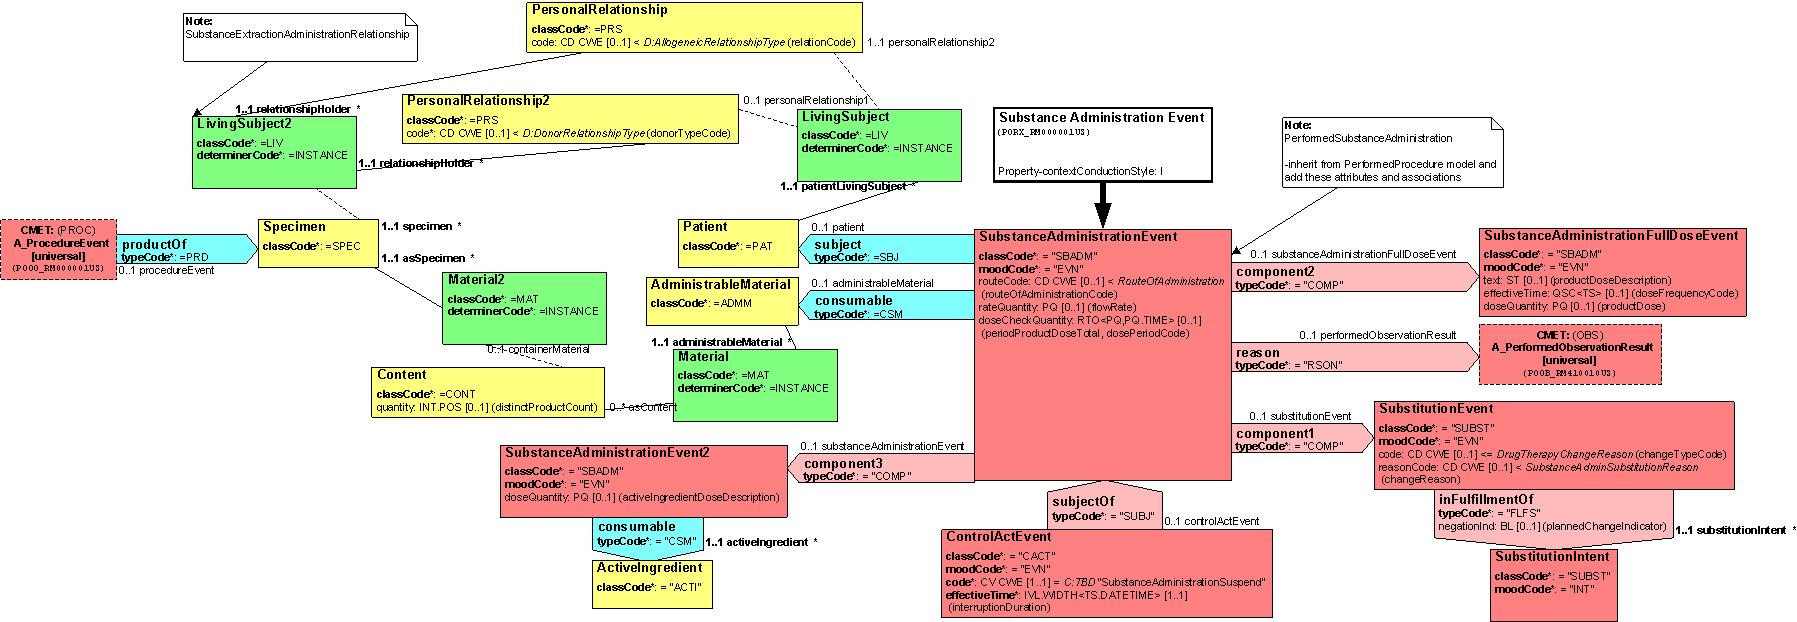 Note:
SubstanceExtractionAdministrationRelationship
PersonalRelationship
classCode*: =PRS
code: CD CWE [0..1] < D:AllogeneicRelationshipType (relationCode)
1..1 personalRelationship2
1..1 relationshipHolder *
PersonalRelationship2
classCode*: =PRS
code*: CD CWE [0..1] < D:DonorRelationshipType (donorTypeCode)
0..1 personalRelationship1
LivingSubject2
classCode*: =LIV
determinerCode*: =INSTANCE
1..1 relationshipHolder *
LivingSubject
classCode*: =LIV
determinerCode*: =INSTANCE
1..1 patientLivingSubject *
Substance Administration Event
(PORX_RM000001US)
Property-contextConductionStyle: I
Note:
PerformedSubstanceAdministration
-inherit from PerformedProcedure model and
add these attributes and associations
CMET: (PROC)
A_ProcedureEvent
[universal]
(POOO_RM000001US)
productOf
typeCode*: =PRD
0..1 procedureEvent
Specimen
classCode*: =SPEC
1..1 specimen *
1..1 asSpecimen *
Patient
classCode*: =PAT
0..1 patient
subject
typeCode*: =SBJ
Material2
classCode*: =MAT
determinerCode*: =INSTANCE
0..1 containerMaterial
AdministrableMaterial
classCode*: =ADMM
0..1 administrableMaterial
consumable
typeCode*: =CSM
1..1 administrableMaterial *
Material
classCode*: =MAT
determinerCode*: =INSTANCE
Content
classCode*: =CONT
quantity: INT.POS [0..1] (distinctProductCount)
0..* asContent
SubstanceAdministrationEvent
classCode*: = "SBADM"
moodCode*: = "EVN"
routeCode: CD CWE [0..1] < RouteOfAdministration
(routeOfAdministrationCode)
rateQuantity: PQ [0..1] (flowRate)
doseCheckQuantity: RTO<PQ,PQ.TIME> [0..1]
(periodProductDoseTotal, dosePeriodCode)
0..1 substanceAdministrationFullDoseEvent
component2
typeCode*: = "COMP"
SubstanceAdministrationFullDoseEvent
classCode*: = "SBADM"
moodCode*: = "EVN"
text: ST [0..1] (productDoseDescription)
effectiveTime: QSC<TS> [0..1] (doseFrequencyCode)
doseQuantity: PQ [0..1] (productDose)
0..1 performedObservationResult
reason
typeCode*: = "RSON"
CMET: (OBS)
A_PerformedObservationResult
[universal]
(POOB_RM410010US)
0..1 substitutionEvent
component1
typeCode*: = "COMP"
SubstitutionEvent
classCode*: = "SUBST"
moodCode*: = "EVN"
code: CD CWE [0..1] <= DrugTherapyChangeReason (changeTypeCode)
reasonCode: CD CWE [0..1] < SubstanceAdminSubstitutionReason
(changeReason)
inFulfillmentOf
typeCode*: = "FLFS"
negationInd: BL [0..1] (plannedChangeIndicator)
1..1 substitutionIntent *
SubstitutionIntent
classCode*: = "SUBST"
moodCode*: = "INT"
SubstanceAdministrationEvent2
classCode*: = "SBADM"
moodCode*: = "EVN"
doseQuantity: PQ [0..1] (activeIngredientDoseDescription)
0..1 substanceAdministrationEvent
component3
typeCode*: = "COMP"
consumable
typeCode*: = "CSM"
1..1 activeIngredient *
ActiveIngredient
classCode*: = "ACTI"
subjectOf
typeCode*: = "SUBJ"
0..1 controlActEvent
ControlActEvent
classCode*: = "CACT"
moodCode*: = "EVN"
code*: CV CWE [1..1] = C:TBD "SubstanceAdministrationSuspend"
effectiveTime*: IVL.WIDTH<TS.DATETIME> [1..1]
(interruptionDuration)